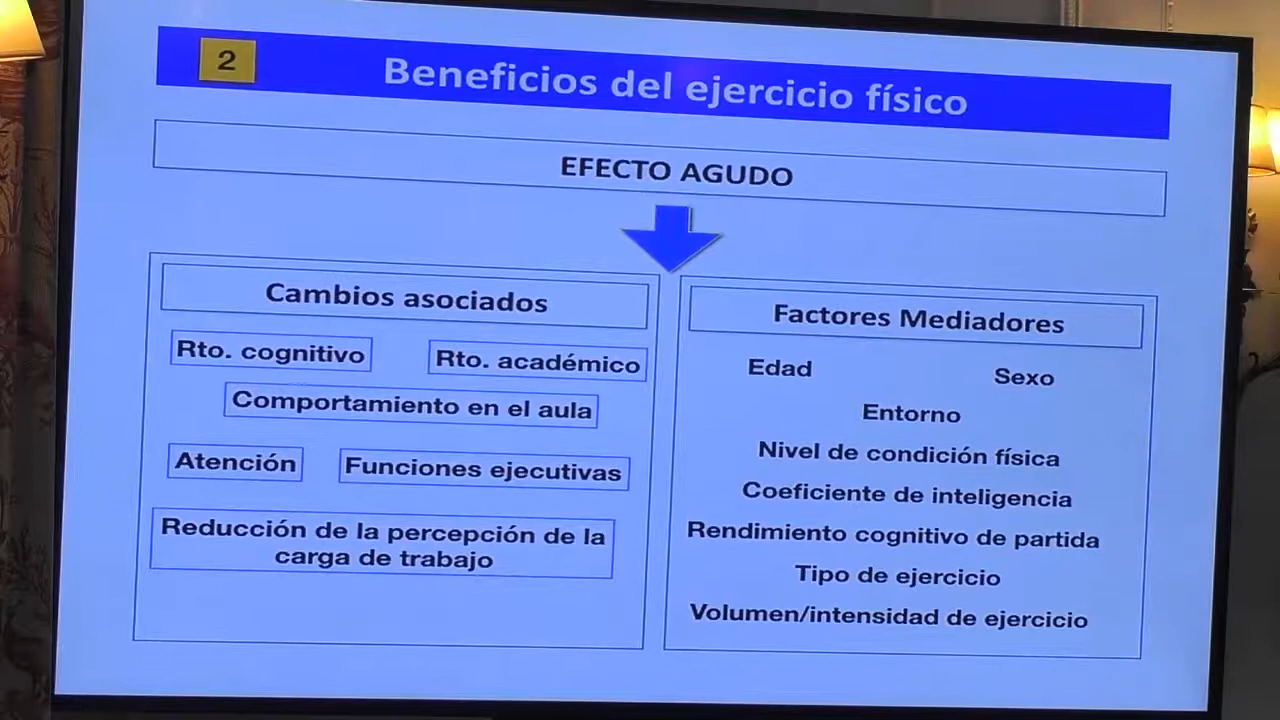 2
Beneficios del ejercicio físico
EFECTO AGUDO
Cambios asociados
Rto. cognitivo
Rto. académico
Comportamiento en el aula
Atención
Funciones ejecutivas
Reducción de la percepción de la
carga de trabajo
Factores Mediadores
Edad
Sexo
Entorno
Nivel de condición física
Coeficiente de inteligencia
Rendimiento cognitivo de partida
Tipo de ejercicio
Volumen/intensidad de ejercicio